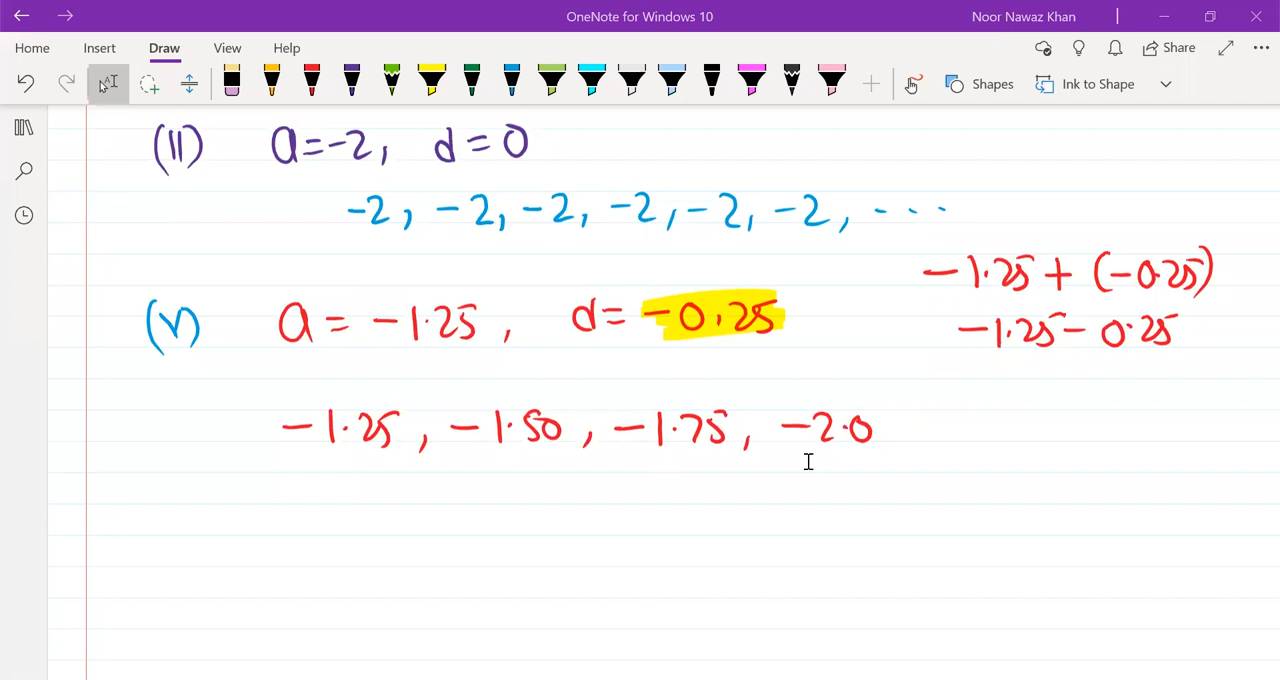 OneNote for Windows 10
Noor Nawaz Khan
Home Insert Draw View Help
Share
Shapes Ink to Shape
(II) a=-2, d=0
-2, -2, -2, -2, -2, -2, ...
-1.25 + (-0.25)
-1.25 - 0.25
(V) a = -1.25, d= -0.25
-1.25, -1.50, -1.75, -2.0